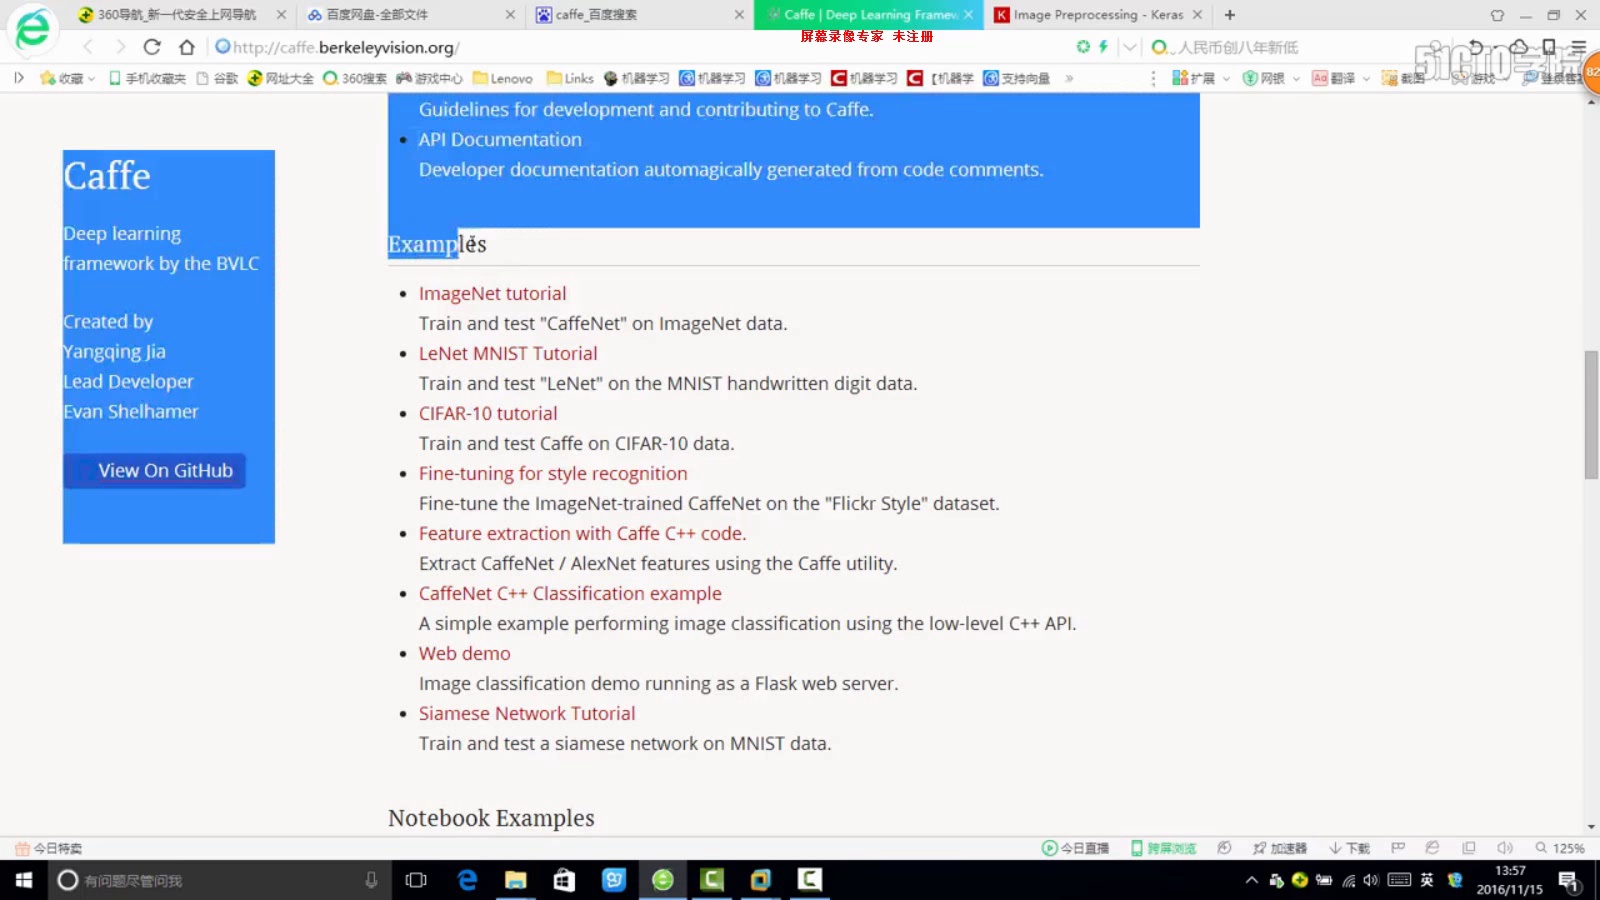 360导航_新一代安全上网导航
百度网盘-全部文件
caffe_百度搜索
Caffe | Deep Learning Framew
Image Preprocessing - Keras
屏幕录像专家 未注册
http://caffe.berkeleyvision.org/
人民币创八年新低
51CTO学院
收藏
手机收藏夹
谷歌
网址大全
360搜索
游戏中心
Lenovo
Links
机器学习
机器学习
机器学习
机器学习
【机器学
支持向量
»
扩展
网银
翻译
截图
游戏
82
Guidelines for development and contributing to Caffe.
API Documentation
Developer documentation automagically generated from code comments.
Caffe
Deep learning
framework by the BVLC
Created by
Yangqing Jia
Lead Developer
Evan Shelhamer
View On GitHub
Examples
ImageNet tutorial
Train and test "CaffeNet" on ImageNet data.
LeNet MNIST Tutorial
Train and test "LeNet" on the MNIST handwritten digit data.
CIFAR-10 tutorial
Train and test Caffe on CIFAR-10 data.
Fine-tuning for style recognition
Fine-tune the ImageNet-trained CaffeNet on the "Flickr Style" dataset.
Feature extraction with Caffe C++ code.
Extract CaffeNet / AlexNet features using the Caffe utility.
CaffeNet C++ Classification example
A simple example performing image classification using the low-level C++ API.
Web demo
Image classification demo running as a Flask web server.
Siamese Network Tutorial
Train and test a siamese network on MNIST data.
Notebook Examples
今日特卖
今日直播
跨屏浏览
加速器
下载
125%
有问题尽管问我
英
13:57
2016/11/15
1